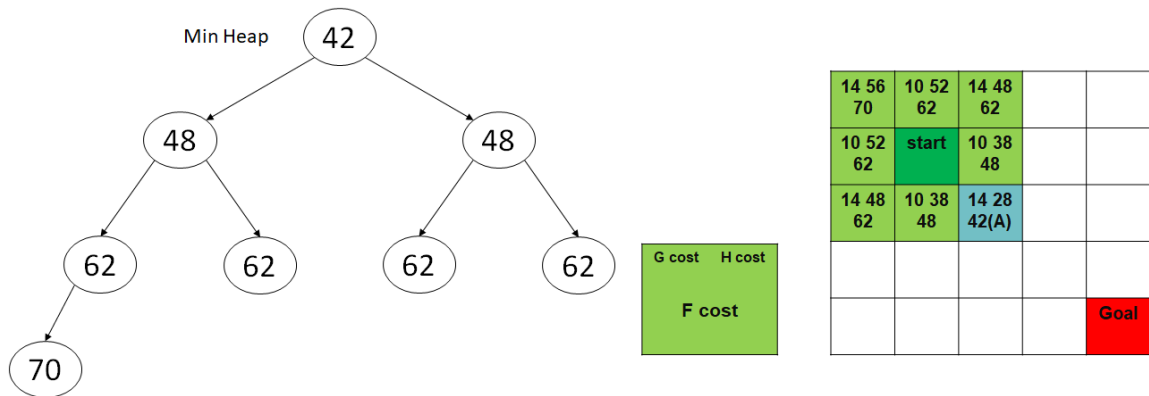 Min Heap
42
48 48
62 62 62 62
70
G cost H cost
F cost
14 56 10 52 14 48
70 62 62
10 52 start 10 38
62 48
14 48 10 38 14 28
62 48 42(A)
Goal